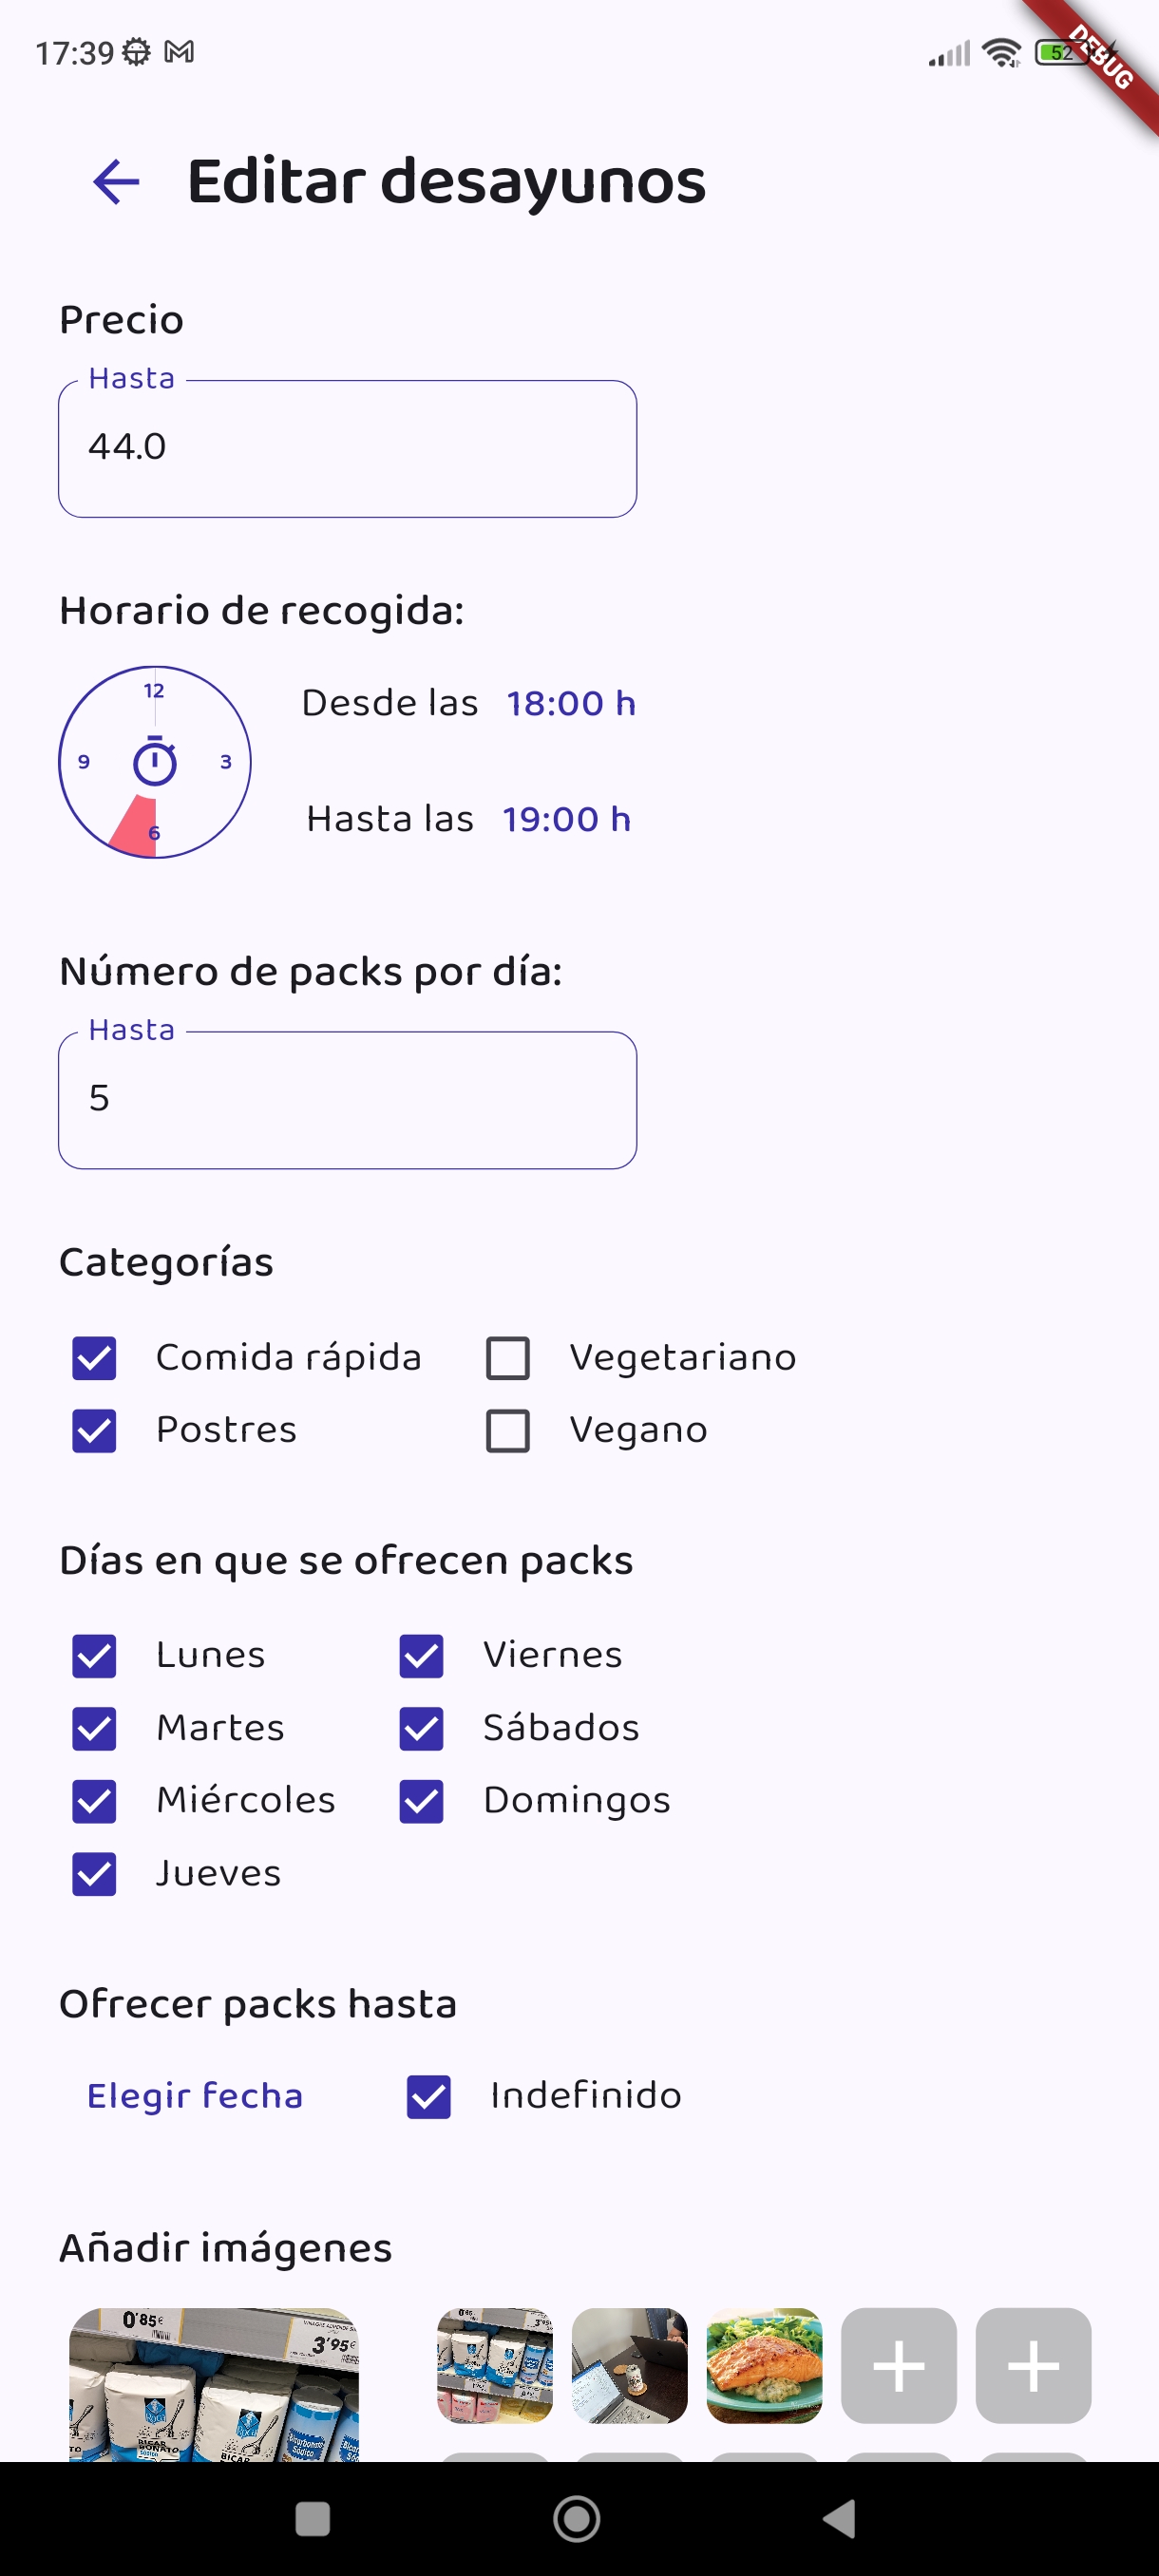 17:39
52
DEBUG
Editar desayunos
Precio
Hasta
44.0
Horario de recogida:
12
9
3
6
Desde las 18:00 h
Hasta las 19:00 h
Número de packs por día:
Hasta
5
Categorías
Comida rápida
Vegetariano
Postres
Vegano
Días en que se ofrecen packs
Lunes
Viernes
Martes
Sábados
Miércoles
Domingos
Jueves
Ofrecer packs hasta
Elegir fecha
Indefinido
Añadir imágenes
0'85€
3'95€